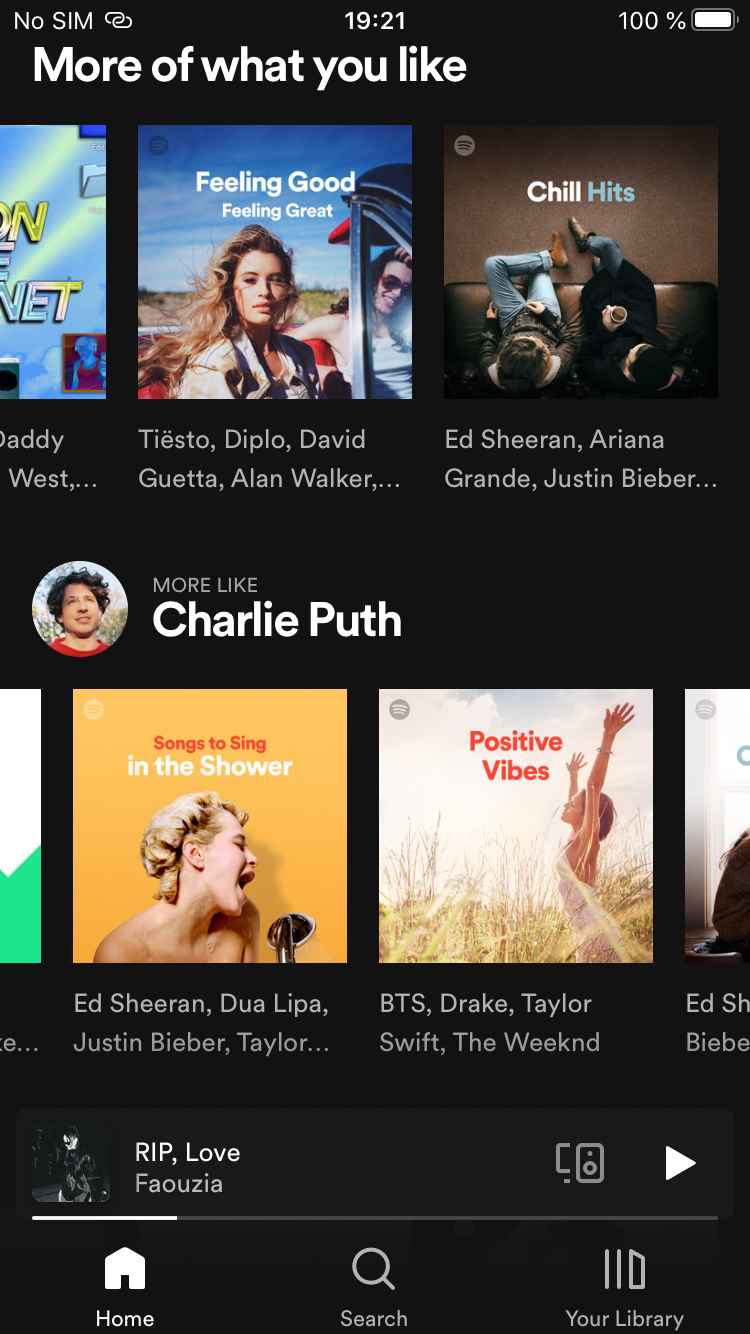 No SIM
19:21
100 %
More of what you like
ON
NET
Feeling Good
Feeling Great
Chill Hits
Daddy
West,...
Tiësto, Diplo, David
Guetta, Alan Walker,...
Ed Sheeran, Ariana
Grande, Justin Bieber...
MORE LIKE
Charlie Puth
Songs to Sing
in the Shower
Positive
Vibes
Ed Sheeran, Dua Lipa,
Justin Bieber, Taylor...
BTS, Drake, Taylor
Swift, The Weeknd
Ed Sh
Biebe
RIP, Love
Faouzia
Home
Search
Your Library